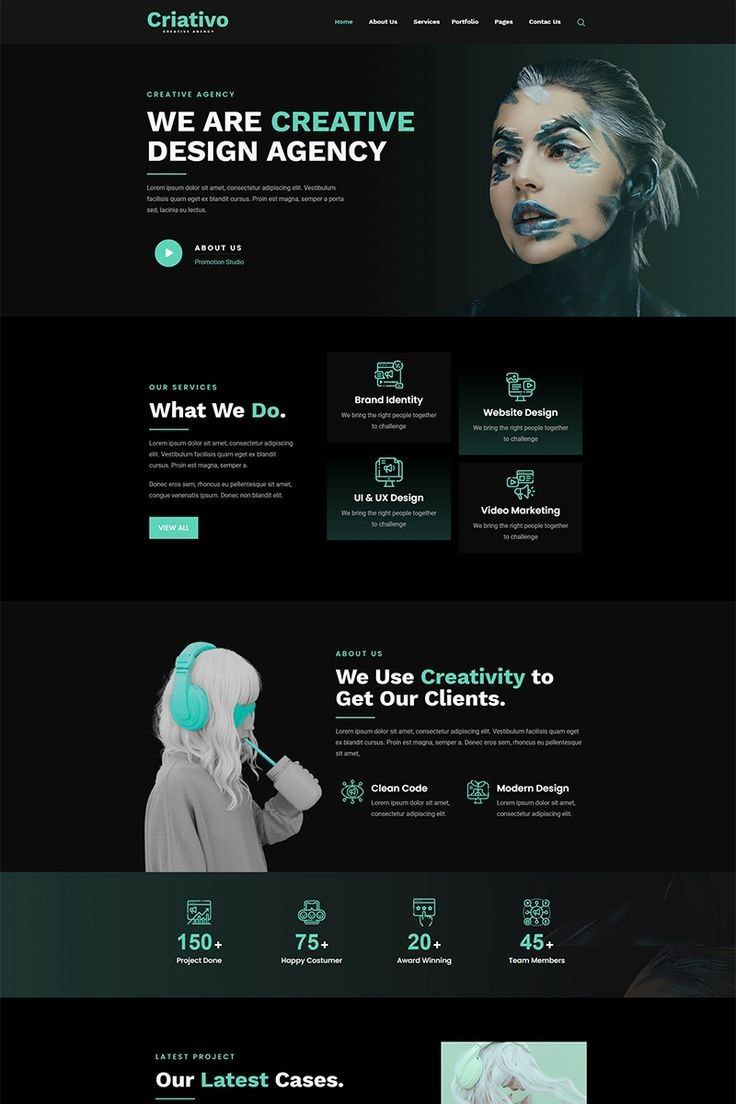 Criativo
CREATIVE AGENCY
Home About Us Services Portfolio Pages Contac Us
CREATIVE AGENCY
WE ARE CREATIVE
DESIGN AGENCY
Lorem ipsum dolor sit amet, consectetur adipiscing elit. Vestibulum
facilisis quam eget ex blandit cursus. Proin est magna, semper a porta
sed, lacinia eu lectus.
ABOUT US
Promotion Studio
OUR SERVICES
What We Do.
Lorem ipsum dolor sit amet, consectetur adipiscing
elit. Vestibulum facilisis quam eget ex blandit
cursus. Proin est magna, semper a.
Donec eros sem, rhoncus eu pellentesque sit amet,
congue venenatis ipsum. Donec non blandit elit.
VIEW ALL
Brand Identity
We bring the right people together
to challenge
Website Design
We bring the right people together
to challenge
UI & UX Design
We bring the right people together
to challenge
Video Marketing
We bring the right people together
to challenge
ABOUT US
We Use Creativity to
Get Our Clients.
Lorem ipsum dolor sit amet, consectetur adipiscing elit. Vestibulum facilisis quam eget
ex blandit cursus. Proin est magna, semper a. Donec eros sem, rhoncus eu pellentesque
sit amet,
Clean Code
Lorem ipsum dolor sit amet,
consectetur adipiscing elit.
Modern Design
Lorem ipsum dolor sit amet,
consectetur adipiscing elit.
150+
Project Done
75+
Happy Costumer
20+
Award Winning
45+
Team Members
LATEST PROJECT
Our Latest Cases.